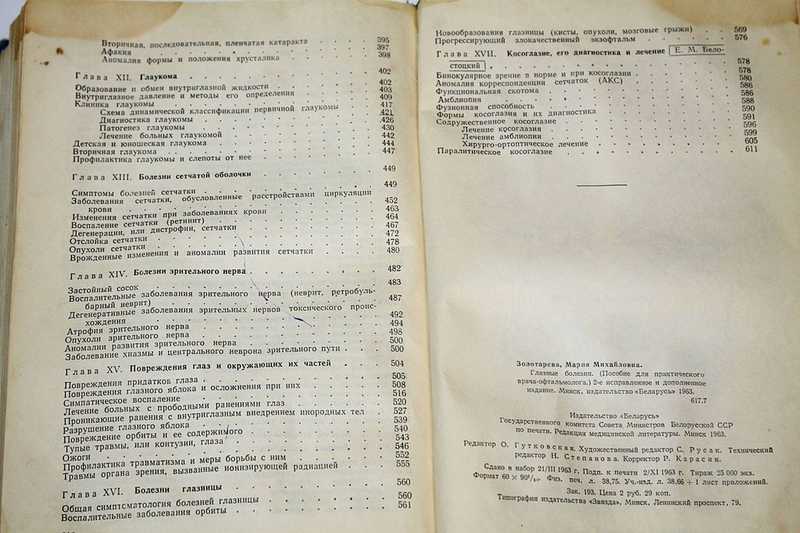 Вторичная, последовательная, пленчатая катаракта . . . 395
Афакия . . . 397
Аномалия формы и положения хрусталика . . . 398
Глава XII. Глаукома . . . 402
Образование и обмен внутриглазной жидкости . . . 402
Внутриглазное давление и методы его определения . . . 403
Клиника глаукомы . . . 409
Схема динамической классификации первичной глаукомы . . . 417
Диагностика глаукомы . . . 421
Патогенез глаукомы . . . 426
Лечение больных глаукомой . . . 430
Детская и юношеская глаукома . . . 442
Вторичная глаукома . . . 444
Профилактика глаукомы и слепоты от нее . . . 447
Глава XIII. Болезни сетчатой оболочки . . . 449
Симптомы болезней сетчатки . . . 449
Заболевания сетчатки, обусловленные расстройствами циркуляции
крови . . . 452
Изменения сетчатки при заболеваниях крови . . . 463
Воспаление сетчатки (ретинит) . . . 464
Дегенерации, или дистрофии, сетчатки . . . 467
Отслойка сетчатки . . . 472
Опухоли сетчатки . . . 478
Врожденные изменения и аномалии развития сетчатки . . . 480
Глава XIV. Болезни зрительного нерва . . . 482
Застойный сосок . . . 483
Воспалительные заболевания зрительного нерва (неврит, ретробуль-
барный неврит) . . . 487
Дегенеративные заболевания зрительных нервов токсического проис-
хождения . . . 492
Атрофия зрительного нерва . . . 494
Опухоли зрительного нерва . . . 498
Аномалии развития зрительного нерва . . . 500
Заболевание хиазмы и центрального неврона зрительного пути . . . 500
Глава XV. Повреждения глаз и окружающих их частей . . . 504
Повреждения придатков глаза . . . 505
Повреждения глазного яблока и осложнения при них . . . 508
Симпатическое воспаление . . . 516
Лечение больных с прободными ранениями глаз . . . 520
Проникающие ранения с внутриглазным внедрением инородных тел 527
Разрушение глазного яблока . . . 539
Повреждение орбиты и ее содержимого . . . 540
Тупые травмы, или контузии, глаза . . . 543
Ожоги . . . 546
Профилактика травматизма и меры борьбы с ним . . . 552
Травмы органа зрения, вызванные ионизирующей радиацией . . . 555
Глава XVI. Болезни глазницы . . . 560
Общая симптоматология болезней глазницы . . . 560
Воспалительные заболевания орбиты . . . 561
Новообразования глазницы (кисты, опухоли, мозговые грыжи) . . 569
Прогрессирующий злокачественный экзофтальм . . . 576
Глава XVII. Косоглазие, его диагностика и лечение Е. М. Бело-
стоцкий . . . 578
Бинокулярное зрение в норме и при косоглазии . . . 578
Аномалия корреспонденции сетчаток (АКС) . . . 580
Функциональная скотома . . . 586
Амблиопия . . . 586
Фузионная способность . . . 588
Формы косоглазия и их диагностика . . . 590
Содружественное косоглазие . . . 591
Лечение косоглазия . . . 596
Лечение амблиопии . . . 599
Хирурго-ортоптическое лечение . . . 605
Паралитическое косоглазие . . . 611
Золотарева, Мария Михайловна.
Глазные болезни. (Пособие для практического
врача-офтальмолога.) 2-е исправленное и дополненное
издание. Минск, издательство «Беларусь» 1963.
617.7
Издательство «Беларусь»
Государственного комитета Совета Министров Белорусской ССР
по печати. Редакция медицинской литературы. Минск 1963.
Редактор О. Гутковская. Художественный редактор С. Русак. Технический
редактор Н. Степанова. Корректор Р. Карасик.
Сдано в набор 21/III 1963 г. Подп. к печати 2/XI 1963 г. Тираж 25 000 экз.
Формат 60 × 90¹/₁₆. Физ. печ. л. 38,75. Уч.-изд. л. 38,66 + 1 лист приложений.
Зак. 193. Цена 2 руб. 29 коп.
Типография издательства «Звязда», Минск, Ленинский проспект, 79.